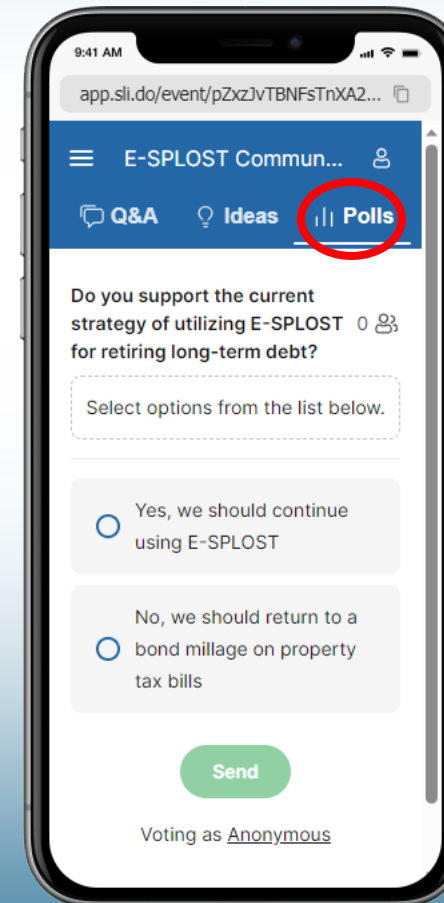 9:41 AM
app.sli.do/event/pZxzJvTBNFsTnXA2...
E-SPLOST Commun...
Q&A Ideas Polls
Do you support the current
strategy of utilizing E-SPLOST 0
for retiring long-term debt?
Select options from the list below.
Yes, we should continue
using E-SPLOST
No, we should return to a
bond millage on property
tax bills
Send
Voting as Anonymous